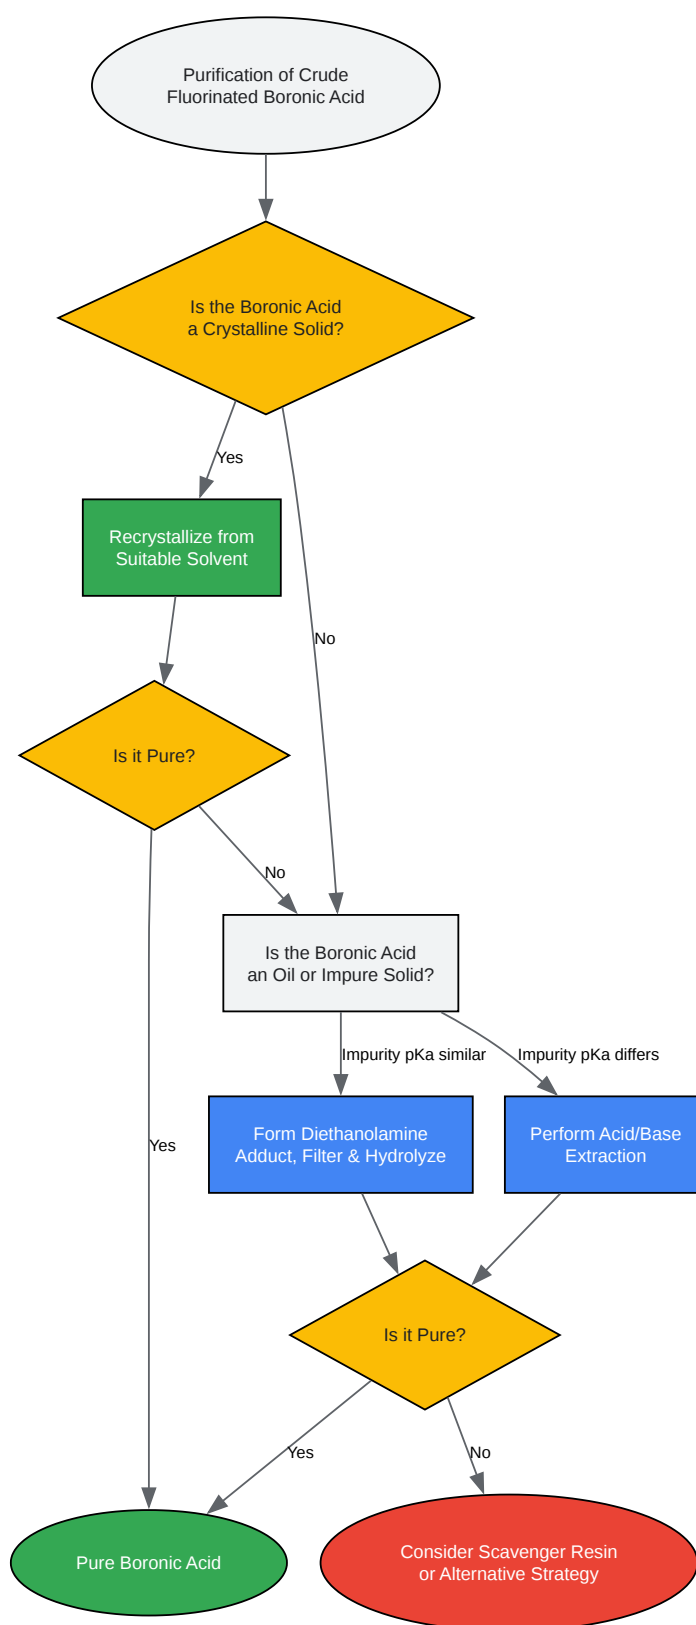 Purification of Crude
Fluorinated Boronic Acid
Is the Boronic Acid
a Crystalline Solid?
Yes
Recrystallize from
Suitable Solvent
No
Is it Pure?
No
Is the Boronic Acid
an Oil or Impure Solid?
Impurity pKa similar
Impurity pKa differs
Form Diethanolamine
Adduct, Filter & Hydrolyze
Perform Acid/Base
Extraction
Yes
Is it Pure?
Yes
No
Pure Boronic Acid
Consider Scavenger Resin
or Alternative Strategy